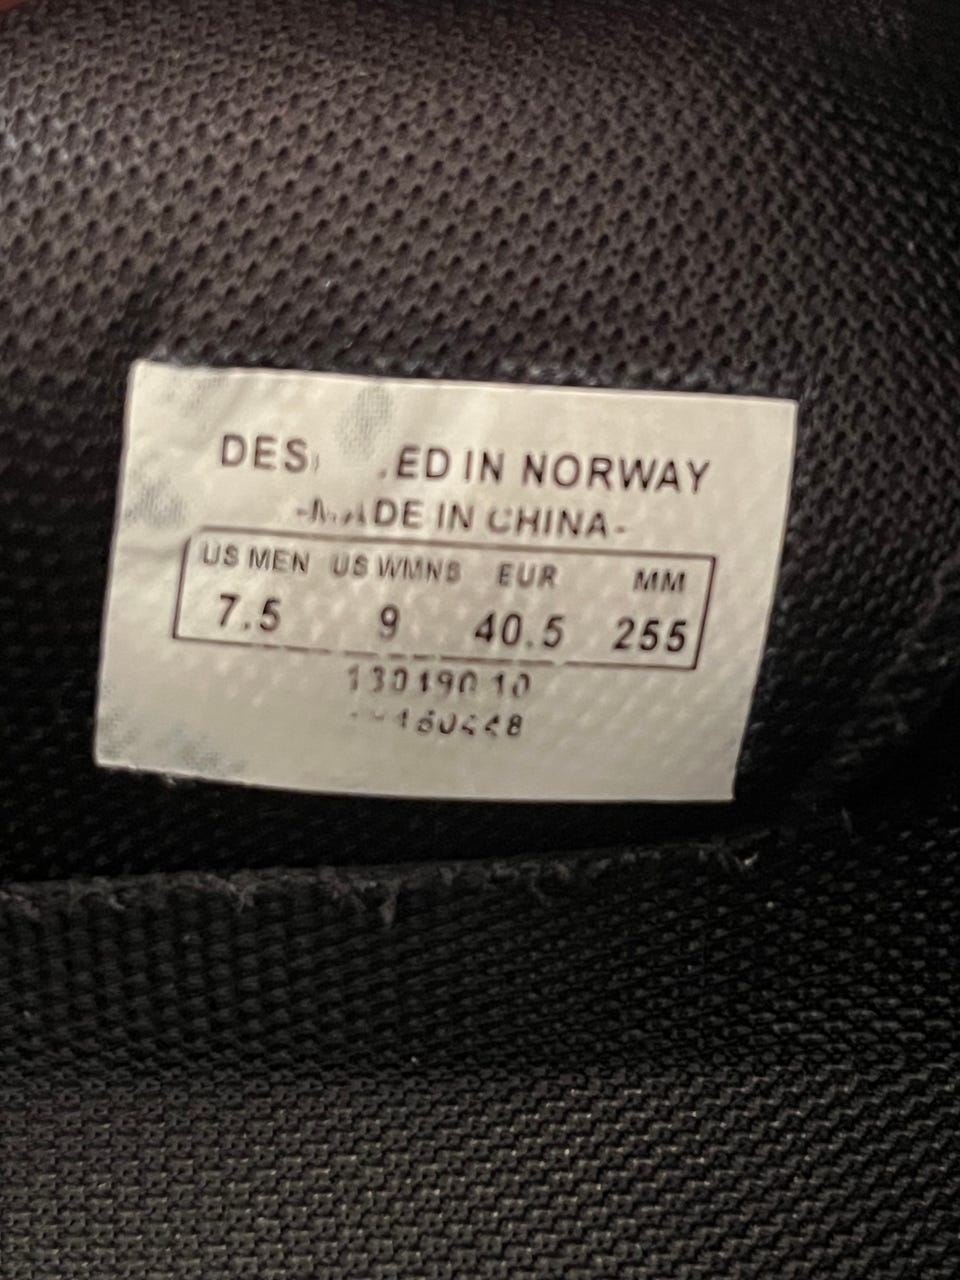 IN NORWAY
-MADE IN CHINA-
US MEN US WMNS EUR MM
7.5 9 40.5 255
130190 10